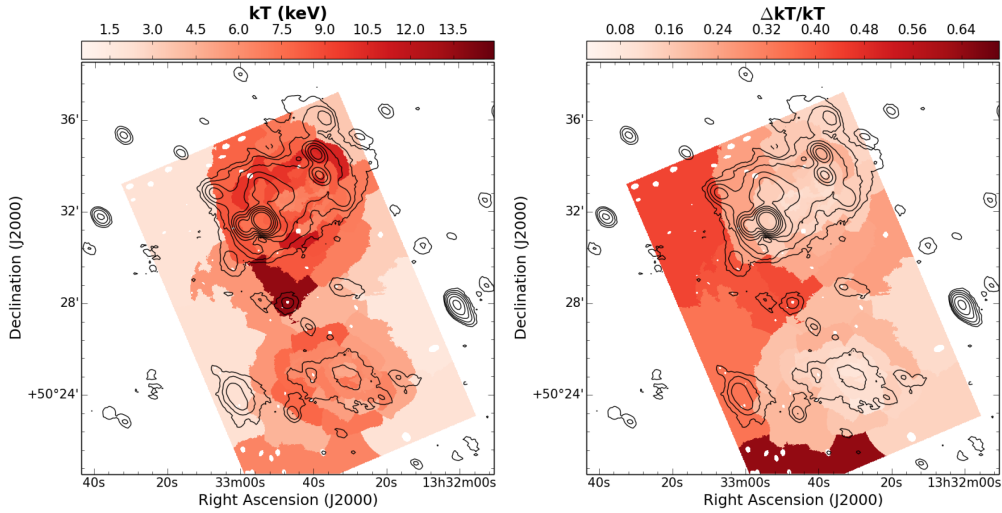 kT (keV)
1.5 3.0 4.5 6.0 7.5 9.0 10.5 12.0 13.5
36'
32'
28'
+50°24'
Declination (J2000)
40s 20s 33m00s 40s 20s 13h32m00s
Right Ascension (J2000)
ΔkT/kT
0.08 0.16 0.24 0.32 0.40 0.48 0.56 0.64
36'
32'
28'
+50°24'
Declination (J2000)
40s 20s 33m00s 40s 20s 13h32m00s
Right Ascension (J2000)